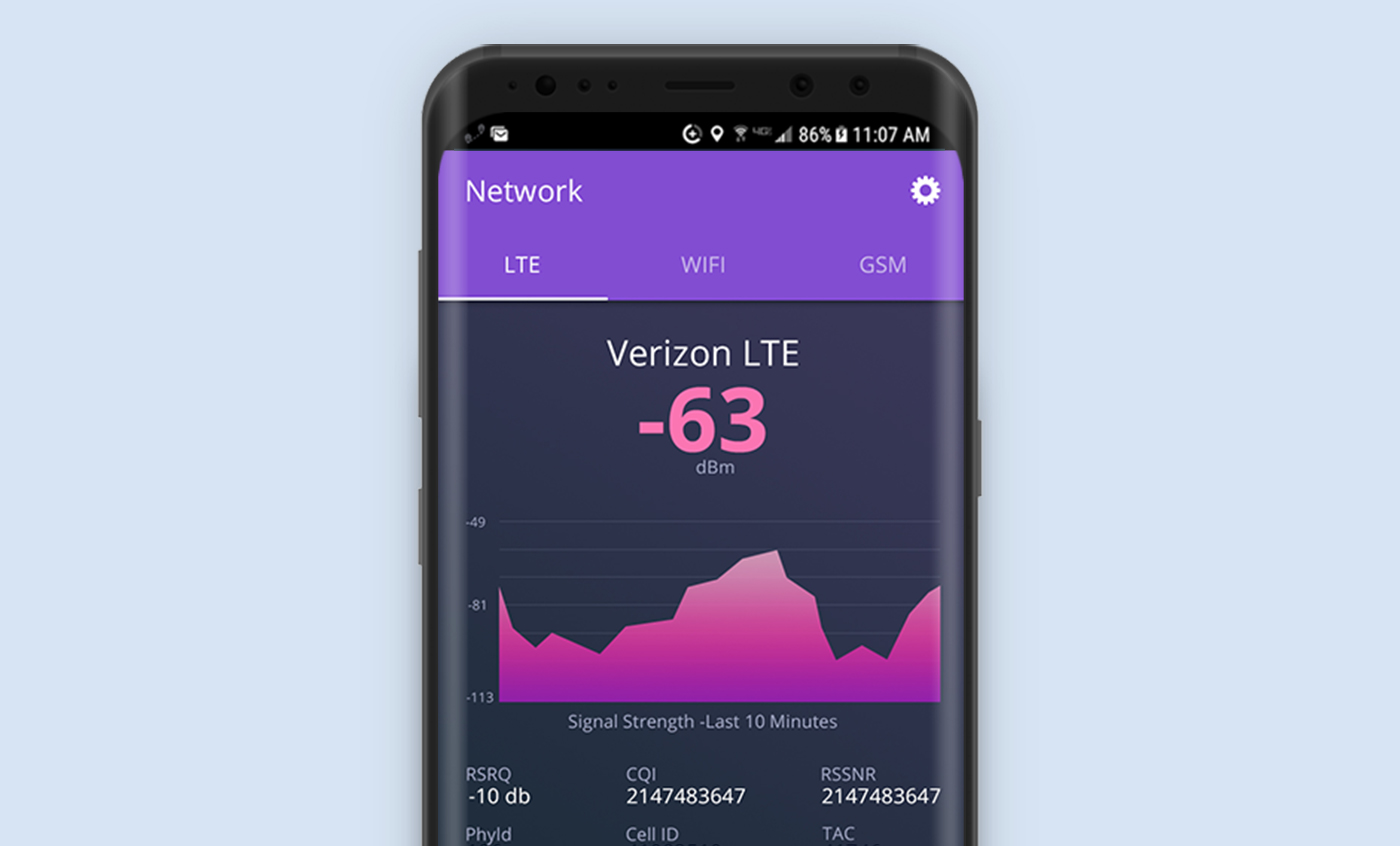 86% 11:07 AM
Network
LTE WIFI GSM
Verizon LTE
-63
dBm
-49
-81
-113
Signal Strength -Last 10 Minutes
RSRQ CQI RSSNR
-10 db 2147483647 2147483647
PhyId Cell ID TAC